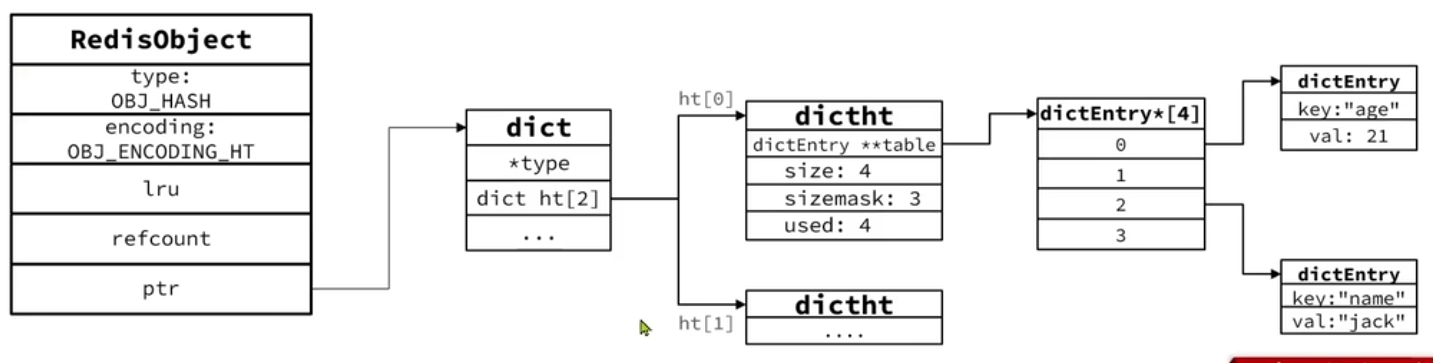 RedisObject
type:
OBJ_HASH
encoding:
OBJ_ENCODING_HT
lru
refcount
ptr
dict
*type
dict ht[2]
...
ht[0]
dictht
dictEntry **table
size: 4
sizemask: 3
used: 4
ht[1]
dictht
....
dictEntry*[4]
0
1
2
3
dictEntry
key:"age"
val: 21
dictEntry
key:"name"
val:"jack"